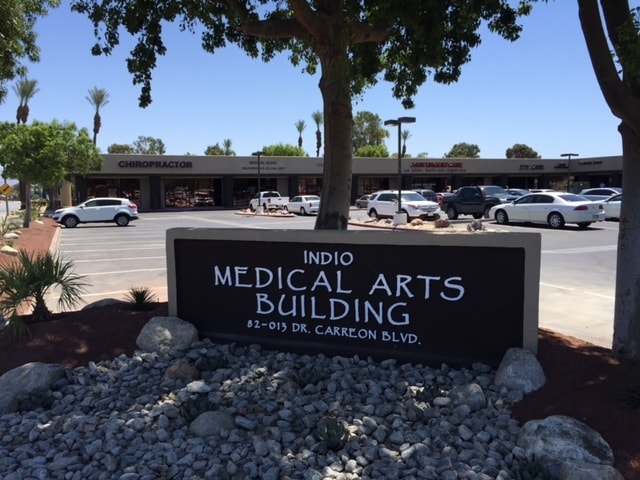 CHIROPRACTOR
INDIO
MEDICAL ARTS
BUILDING
82-013 DR. CARREON BLVD.